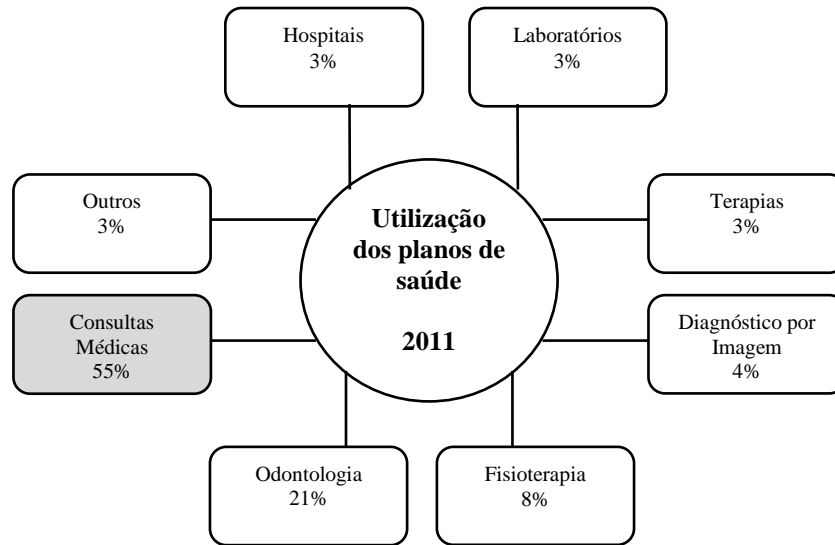 Hospitais
3%
Laboratórios
3%
Outros
3%
Utilização
dos planos de
saúde
2011
Terapias
3%
Consultas
Médicas
55%
Diagnóstico por
Imagem
4%
Odontologia
21%
Fisioterapia
8%